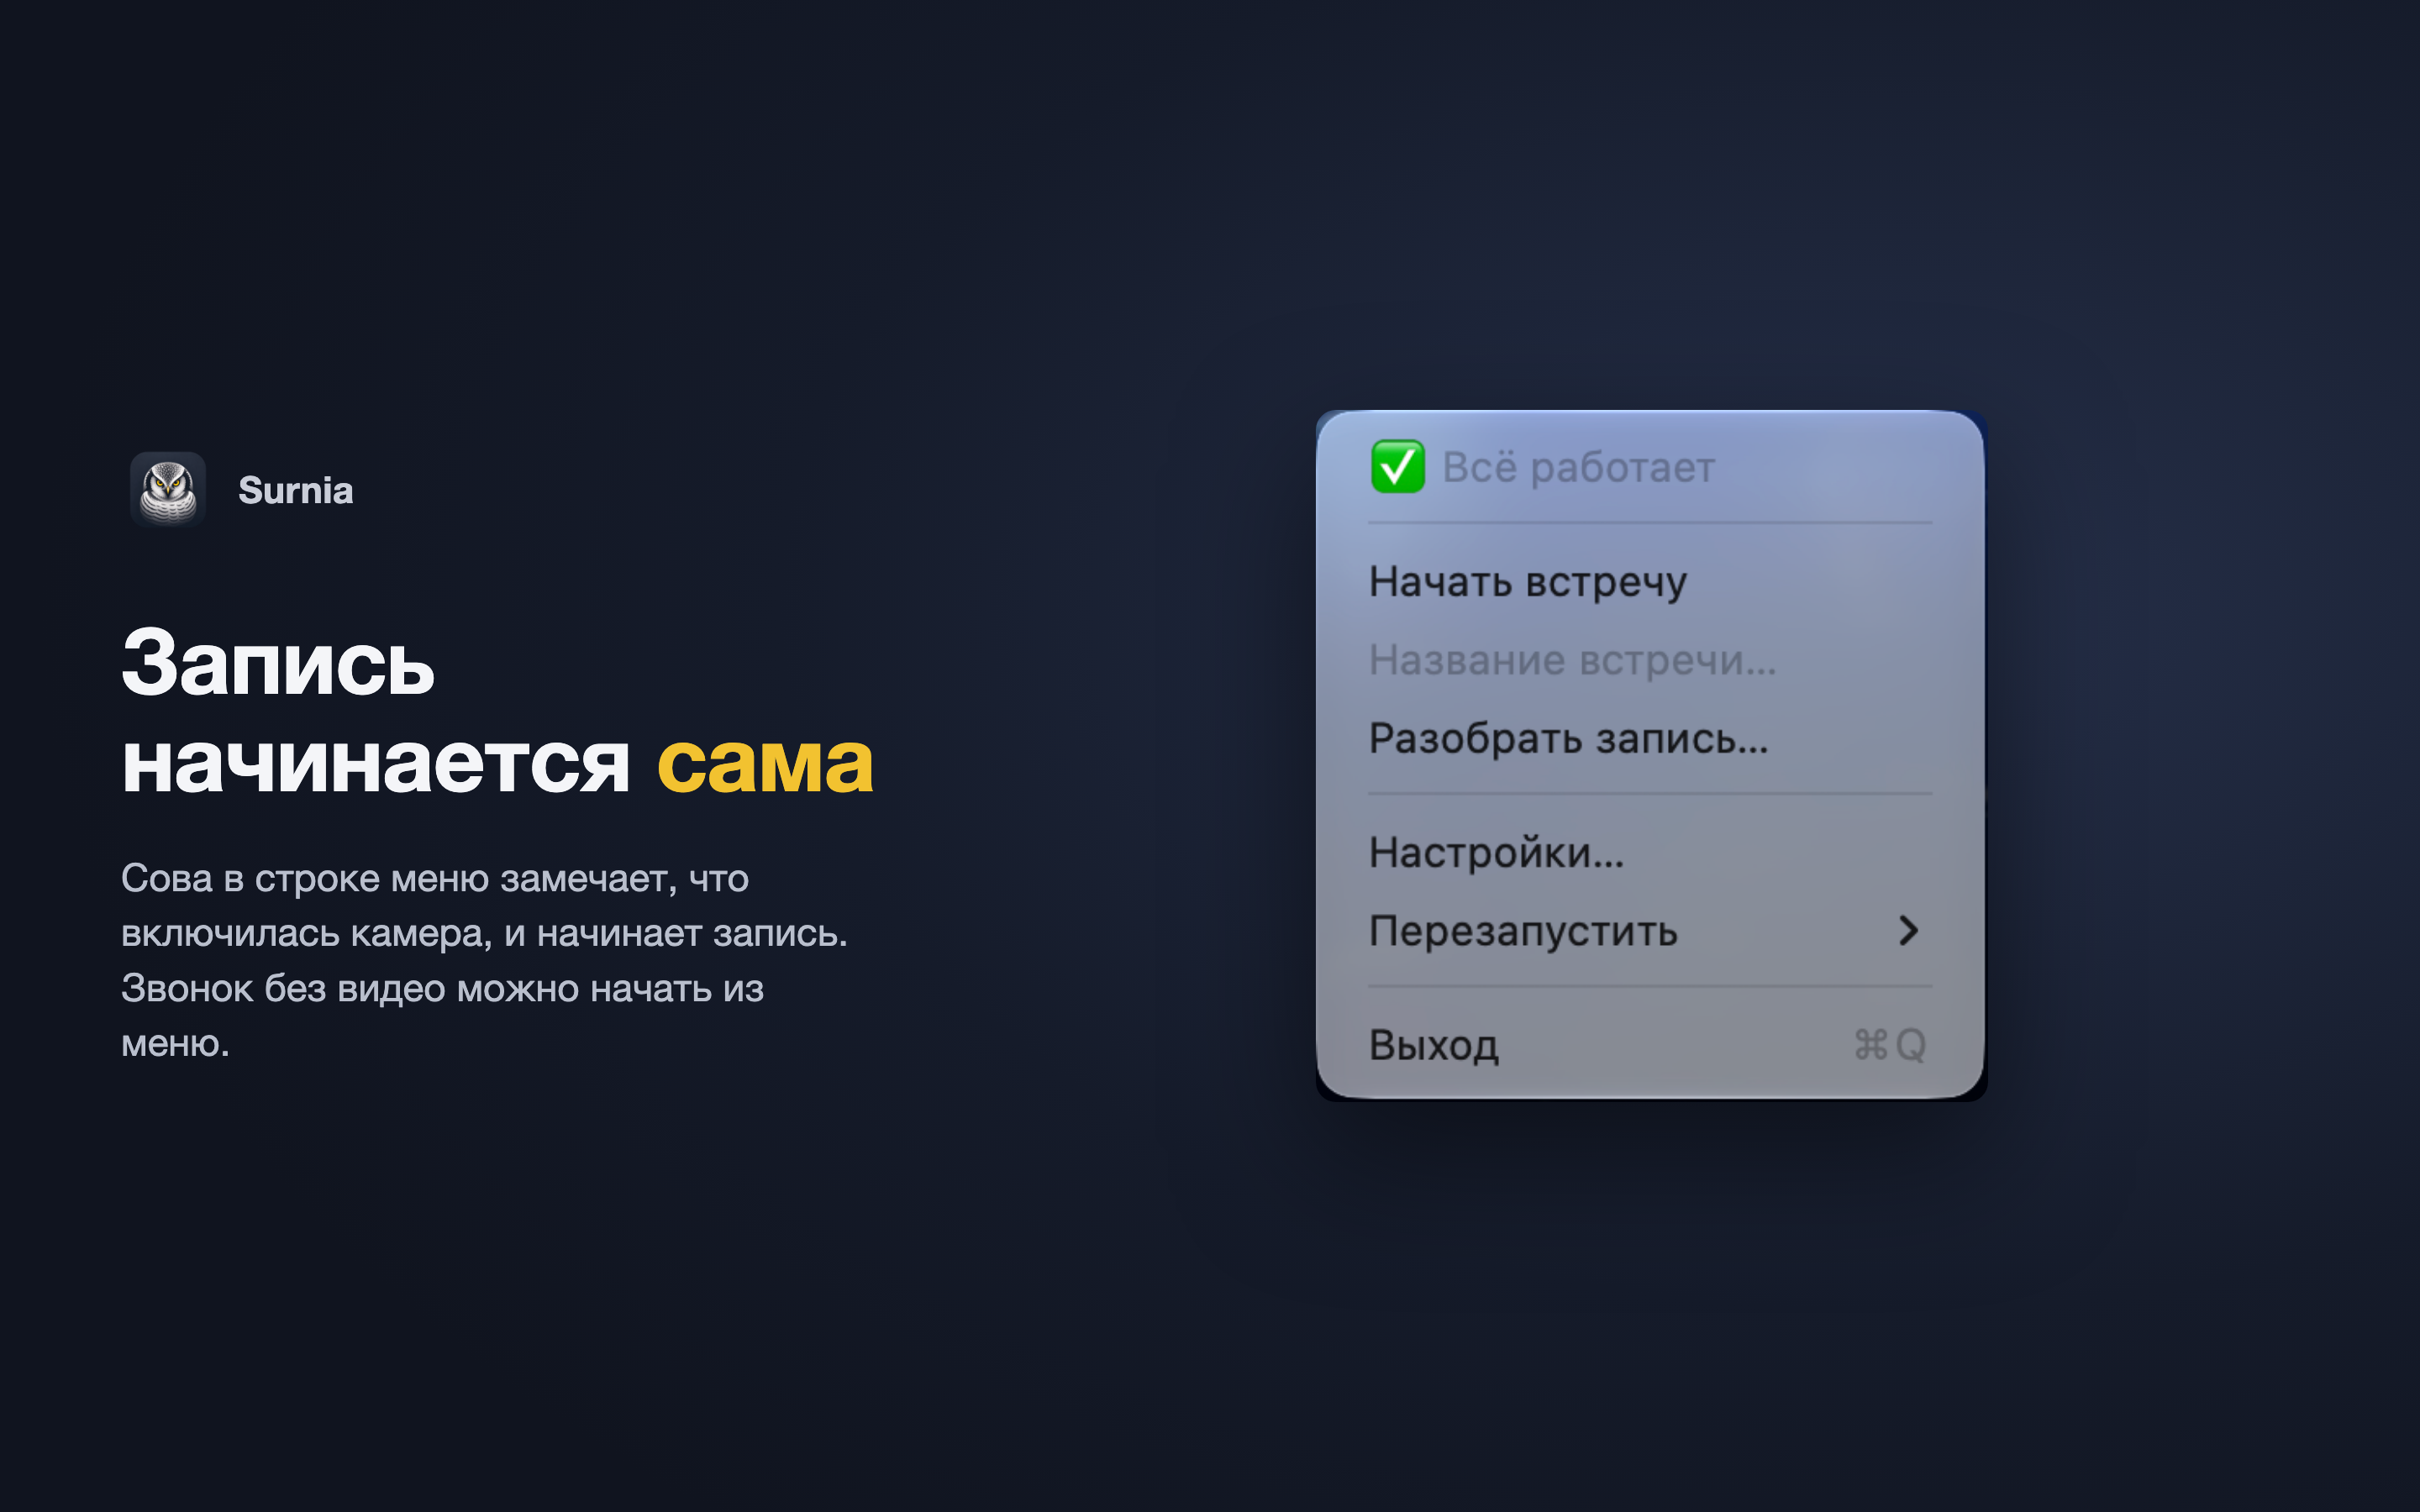 Surnia
Запись
начинается сама
Сова в строке меню замечает, что
включилась камера, и начинает запись.
Звонок без видео можно начать из
меню.
✅ Всё работает
Начать встречу
Название встречи...
Разобрать запись...
Настройки...
Перезапустить
Выход ⌘Q